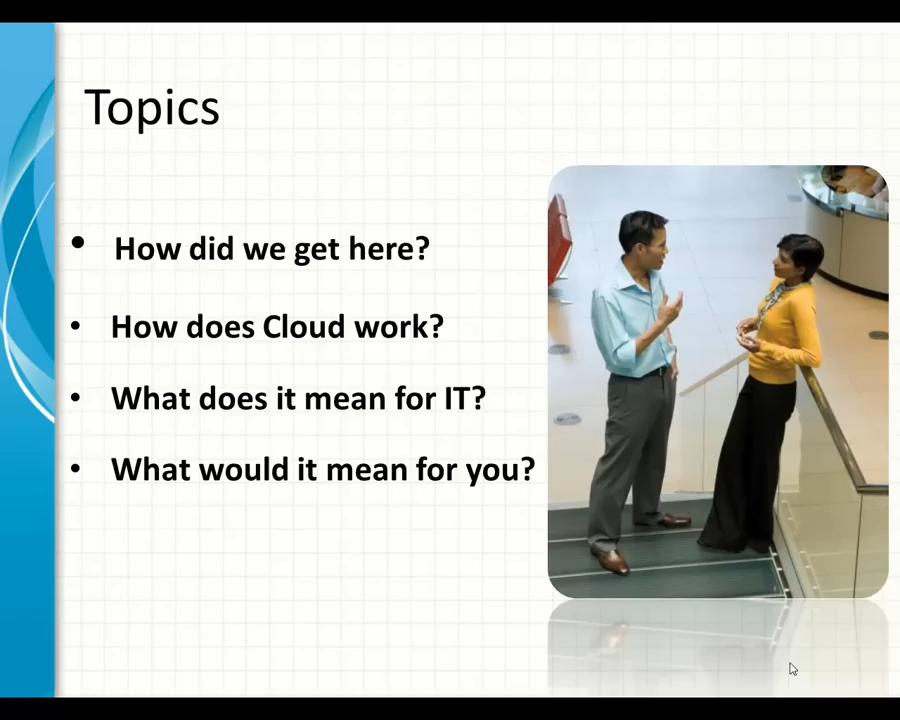 Topics
• How did we get here?
• How does Cloud work?
• What does it mean for IT?
• What would it mean for you?